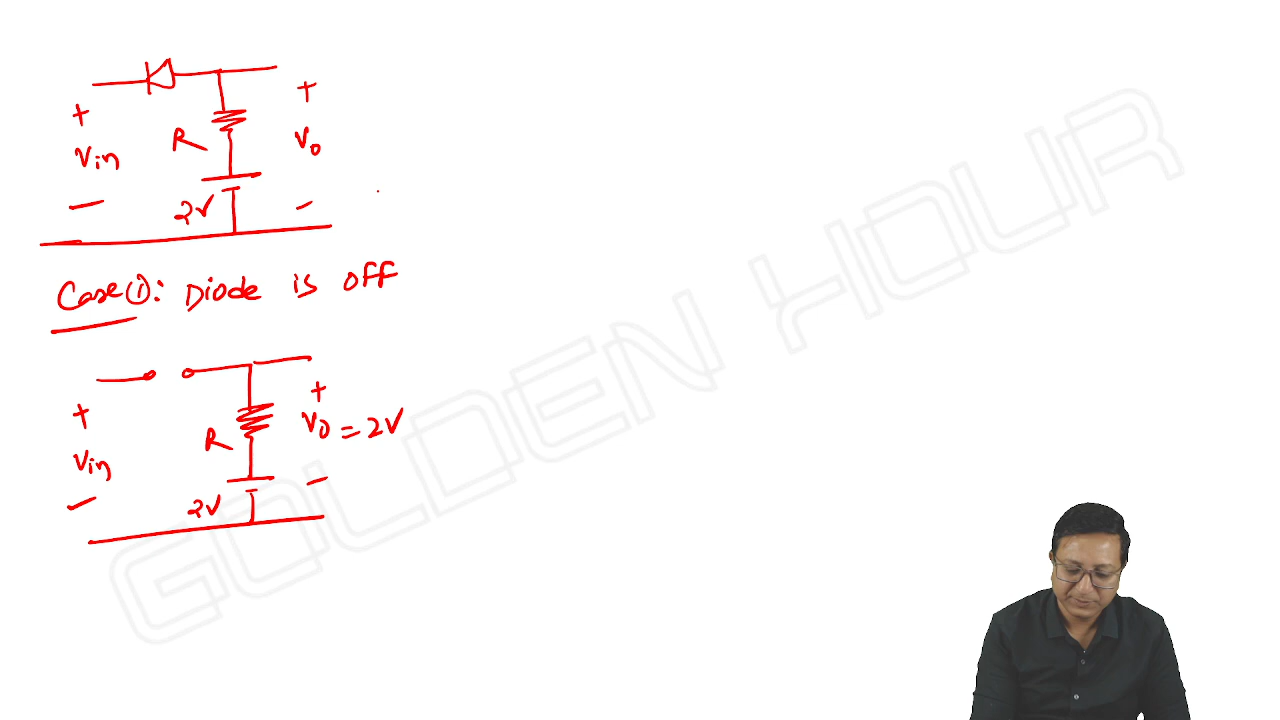 + +
R
Vin Vo
2V
- -
Case(i): Diode is off
+ +
Vo = 2V
R
Vin
2V
- -
GOLDEN HOUR